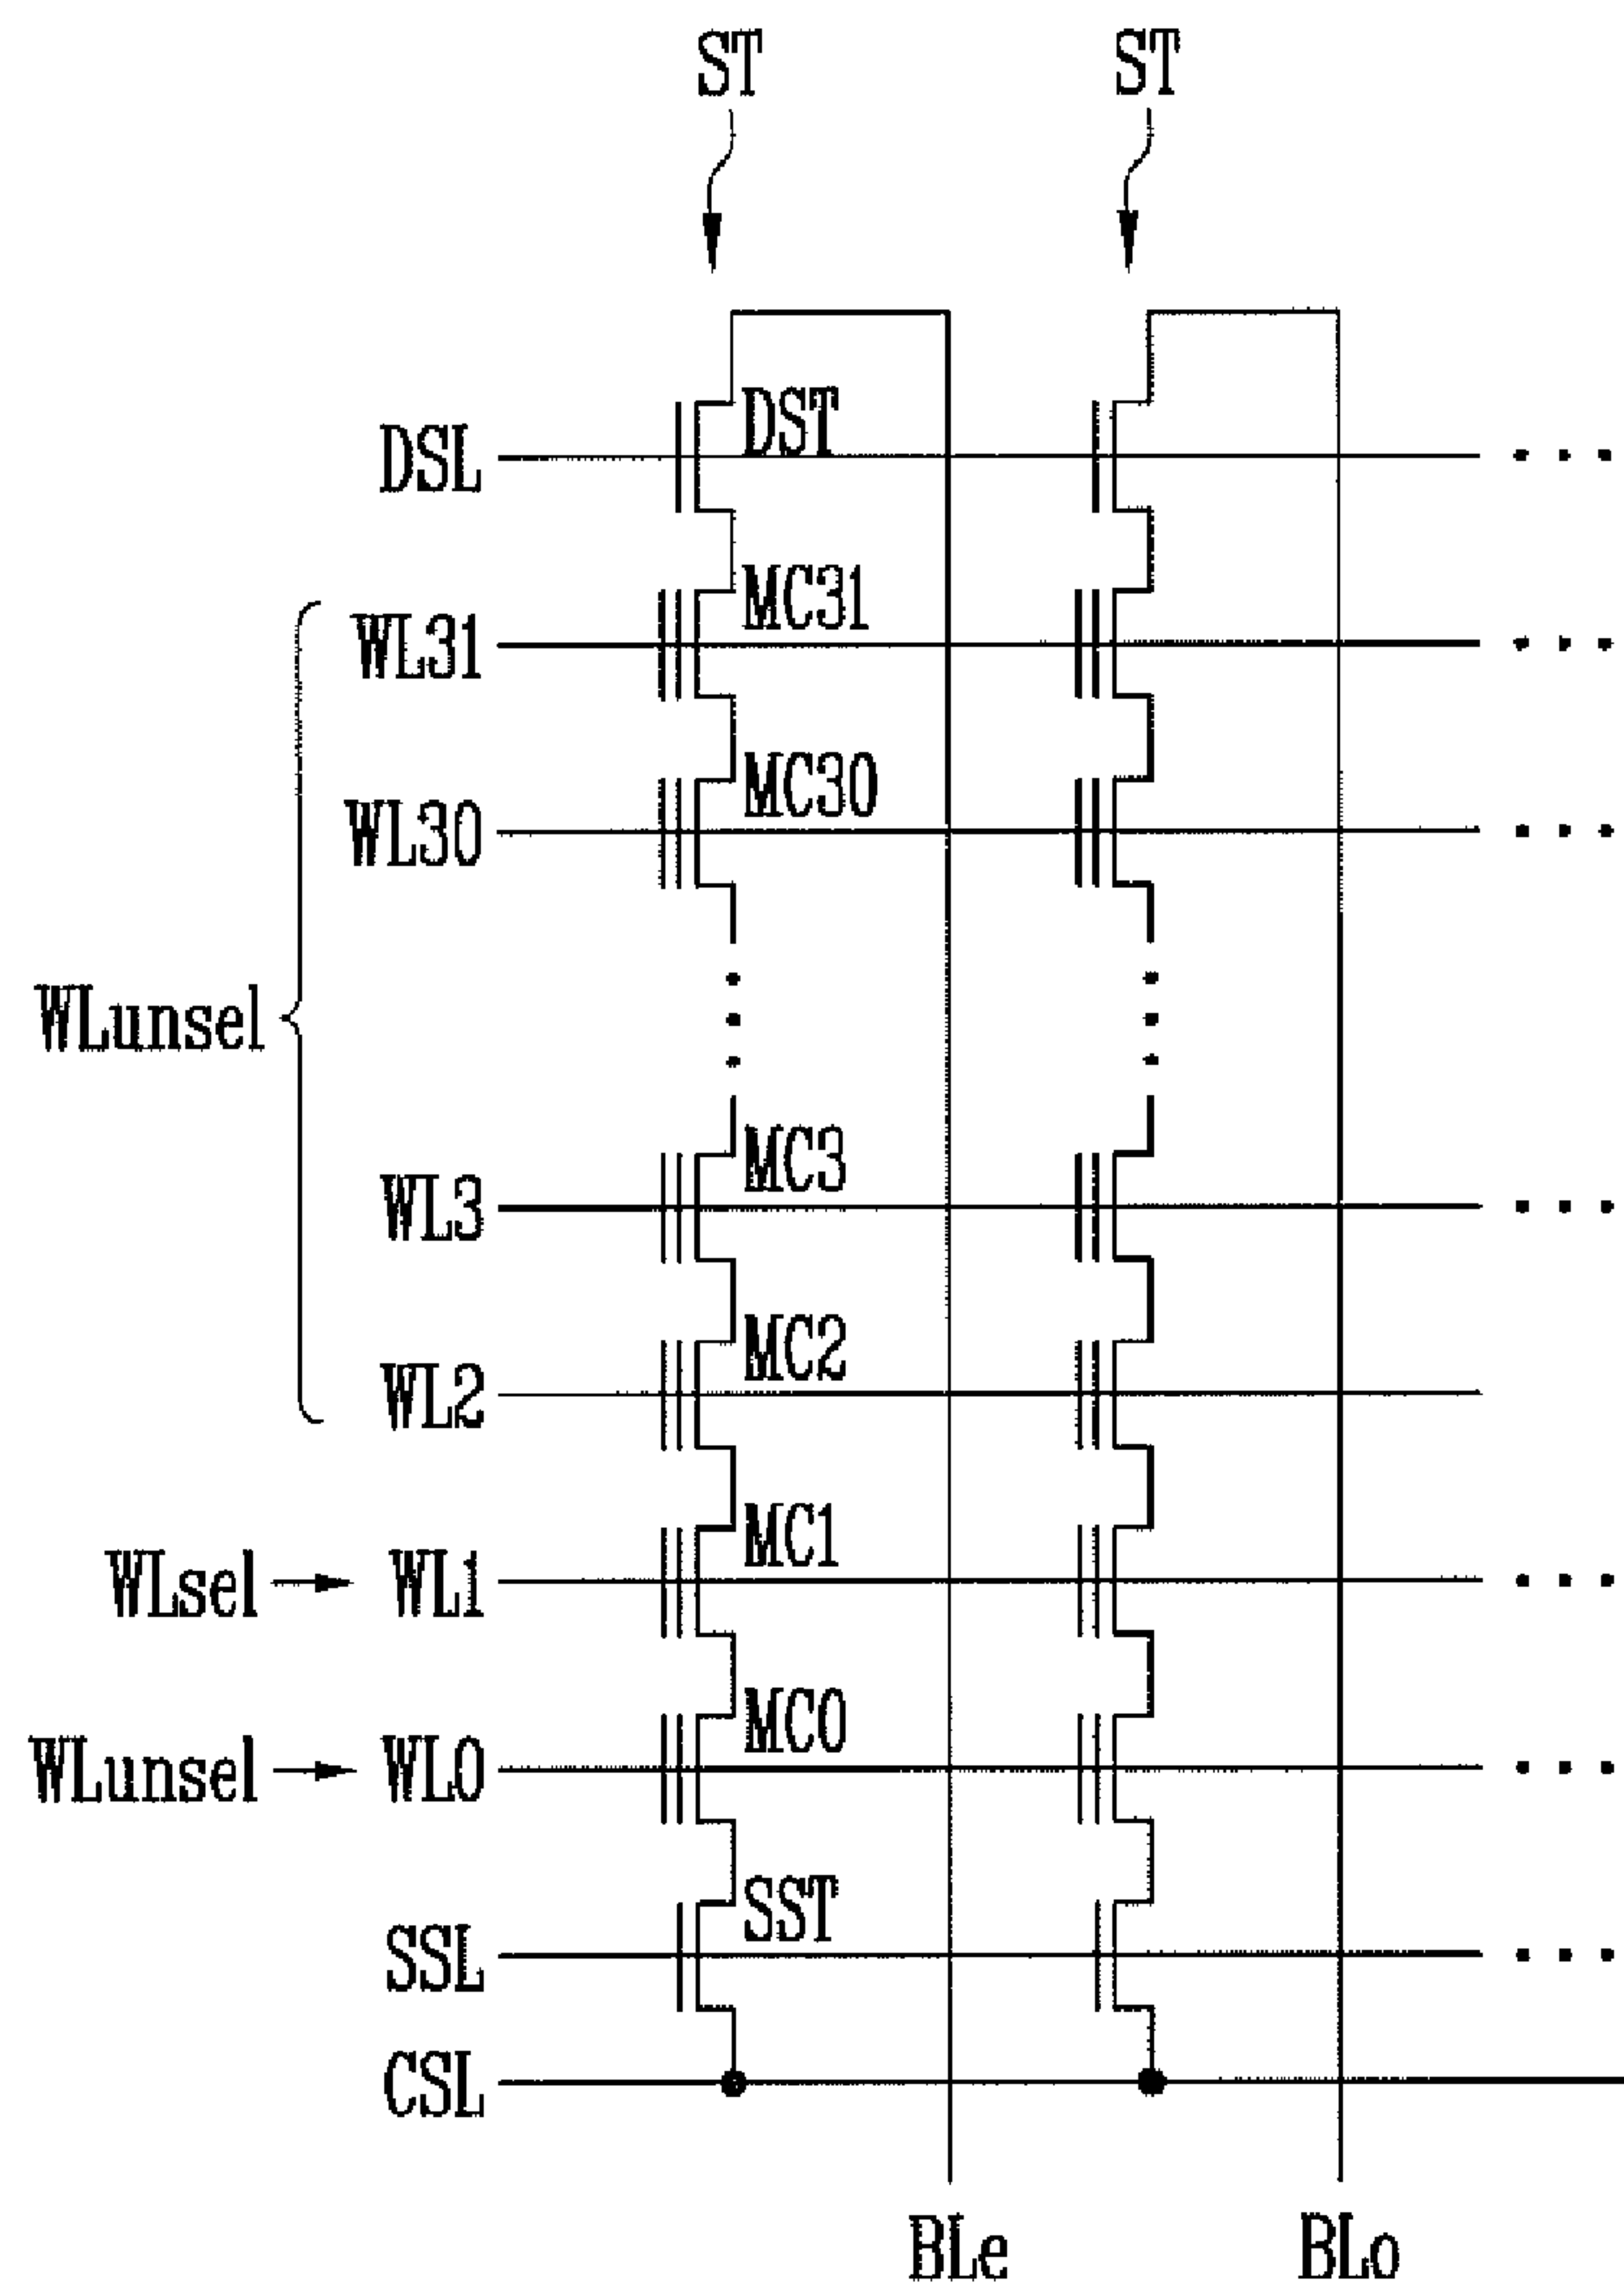 ST ST
DST
DSL
MC31
WL31
MC30
WL30
WLunsel
MC3
WL3
MC2
WL2
MC1
WLsel WL1
MC0
WLunsel WL0
SST
SSL
CSL
BLe BLo